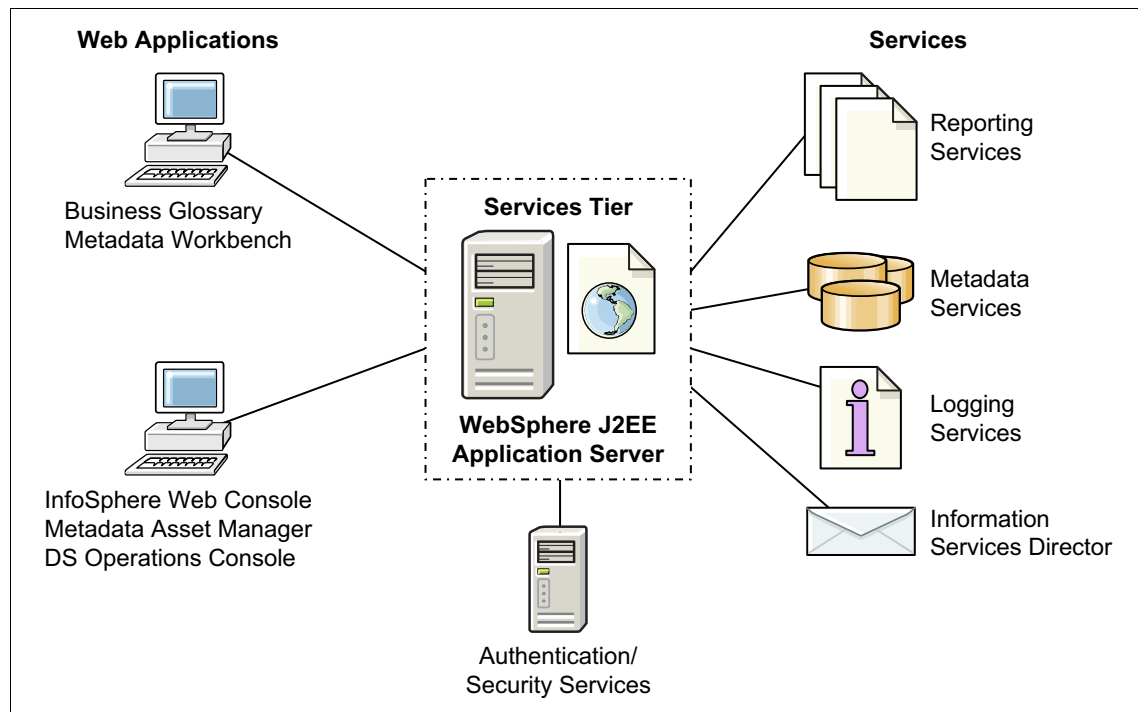 Web Applications
Business Glossary
Metadata Workbench
InfoSphere Web Console
Metadata Asset Manager
DS Operations Console
Services Tier
WebSphere J2EE
Application Server
Authentication/
Security Services
Services
Reporting
Services
Metadata
Services
Logging
Services
Information
Services Director